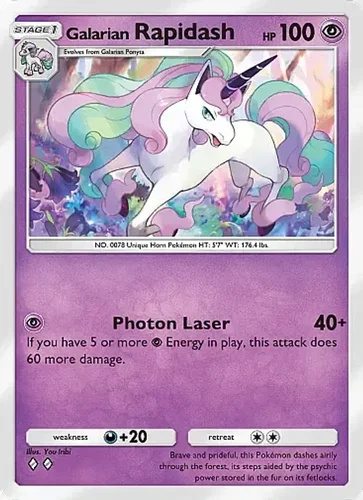 STAGE 1
Galarian Rapidash HP 100
Evolves from Galarian Ponyta
NO. 0078 Unique Horn Pokémon HT: 5'7" WT: 176.4 lbs.
Photon Laser 40+
If you have 5 or more Energy in play, this attack does
60 more damage.
weakness +20 retreat
Illus. You Iribi
Brave and prideful, this Pokémon dashes airily
through the forest, its steps aided by the psychic
power stored in the fur on its fetlocks.